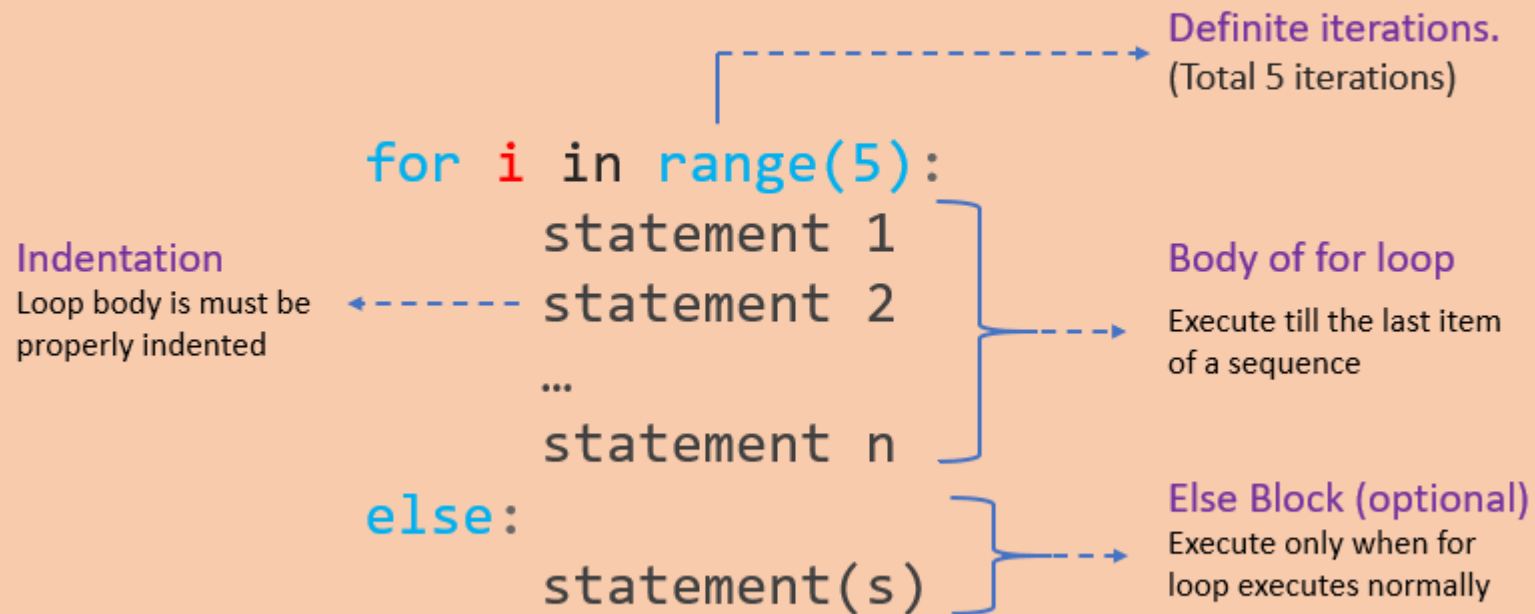 Definite iterations.
(Total 5 iterations)
for i in range(5):
statement 1
Indentation
Loop body is must be
properly indented
statement 2
Body of for loop
Execute till the last item
of a sequence
…
statement n
else:
statement(s)
Else Block (optional)
Execute only when for
loop executes normally